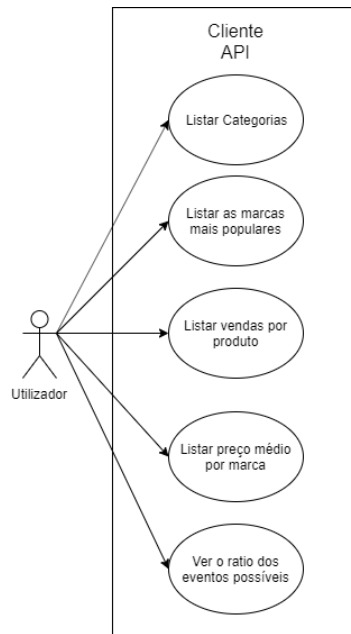 Cliente
API
Listar Categorias
Listar as marcas
mais populares
Listar vendas por
produto
Utilizador
Listar preço médio
por marca
Ver o ratio dos
eventos possíveis